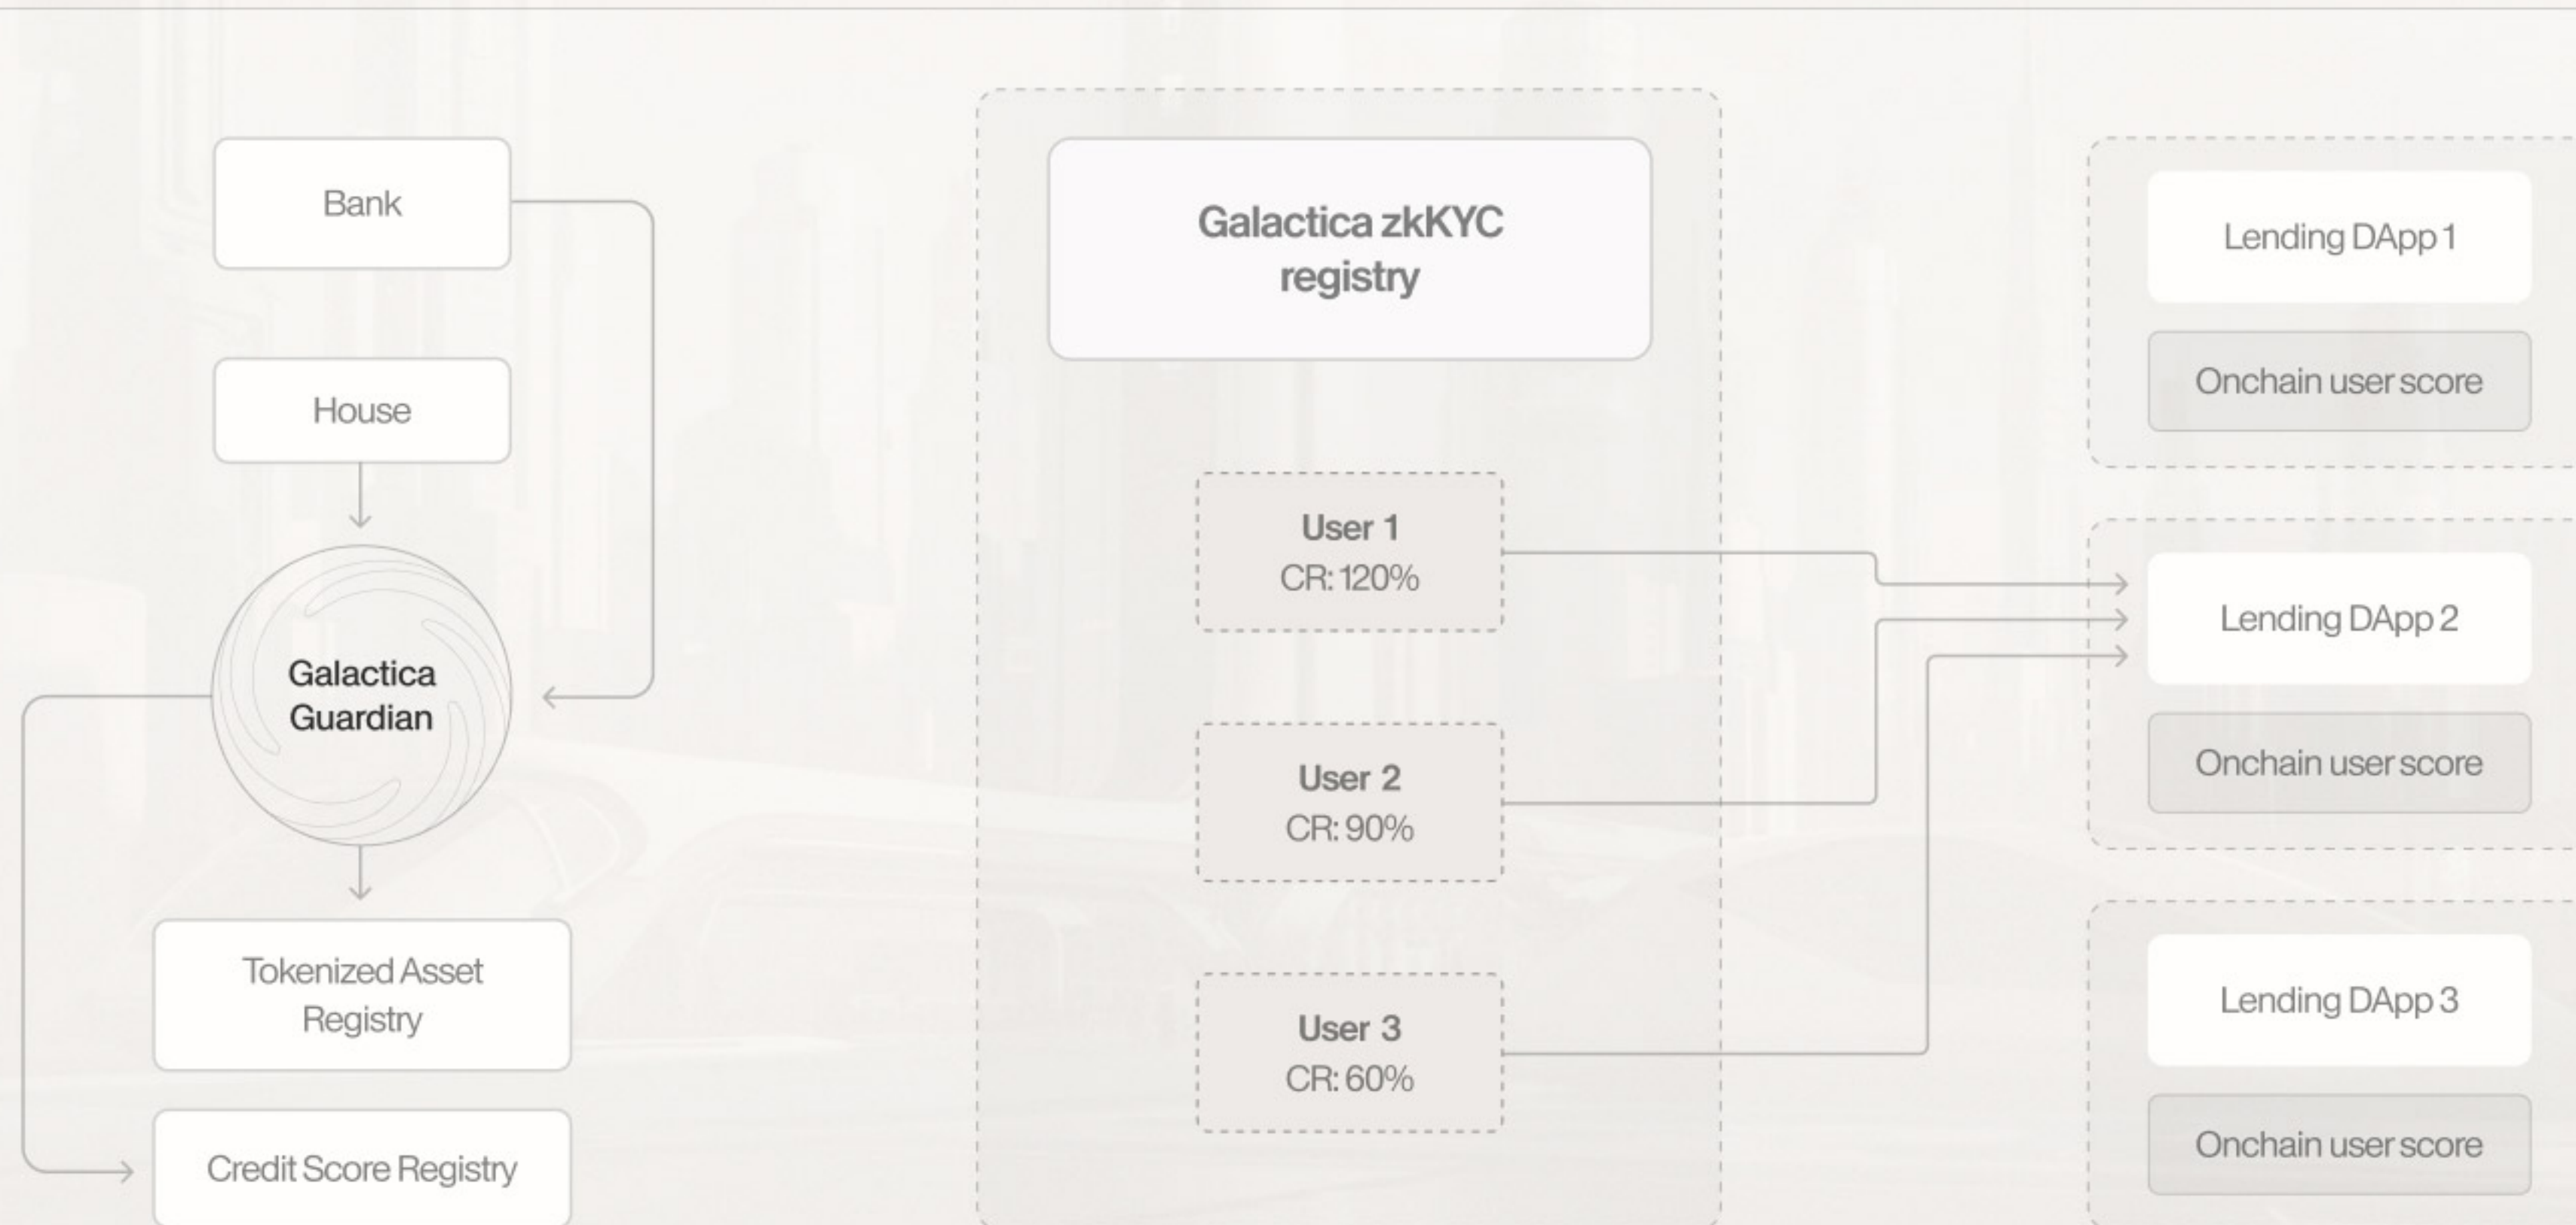 Bank
House
Galactica
Guardian
Tokenized Asset
Registry
Credit Score Registry
Galactica zkKYC
registry
User 1
CR: 120%
User 2
CR: 90%
User 3
CR: 60%
Lending DApp 1
Onchain user score
Lending DApp 2
Onchain user score
Lending DApp 3
Onchain user score